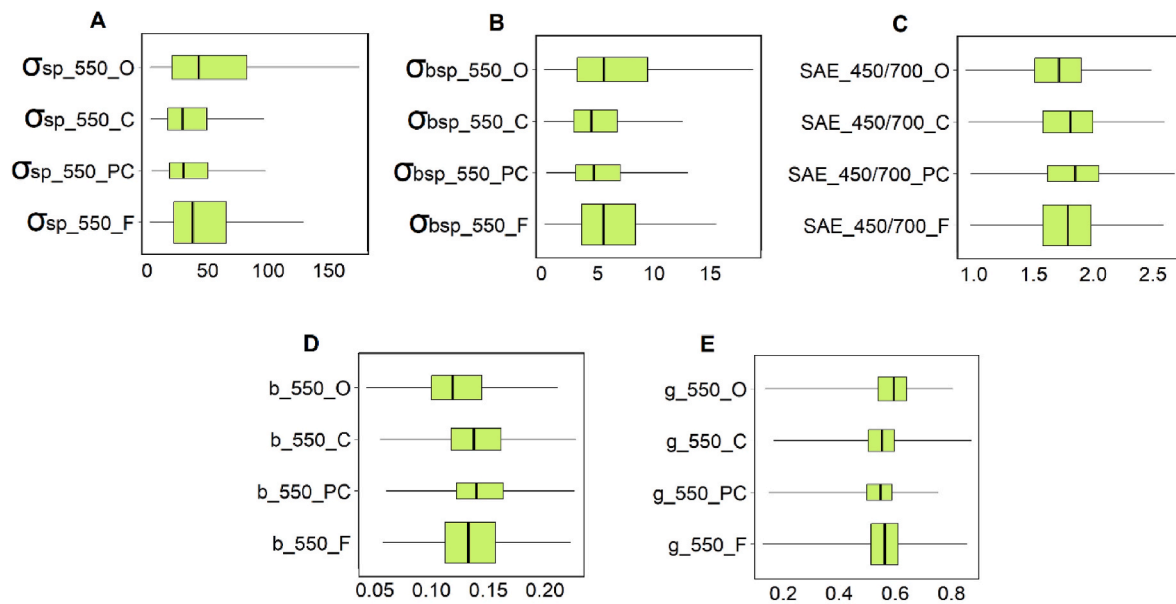 A
σsp_550_O
σsp_550_C
σsp_550_PC
σsp_550_F
0 50 100 150
B
σbsp_550_O
σbsp_550_C
σbsp_550_PC
σbsp_550_F
0 5 10 15
C
SAE_450/700_O
SAE_450/700_C
SAE_450/700_PC
SAE_450/700_F
1.0 1.5 2.0 2.5
D
b_550_O
b_550_C
b_550_PC
b_550_F
0.05 0.10 0.15 0.20
E
g_550_O
g_550_C
g_550_PC
g_550_F
0.2 0.4 0.6 0.8